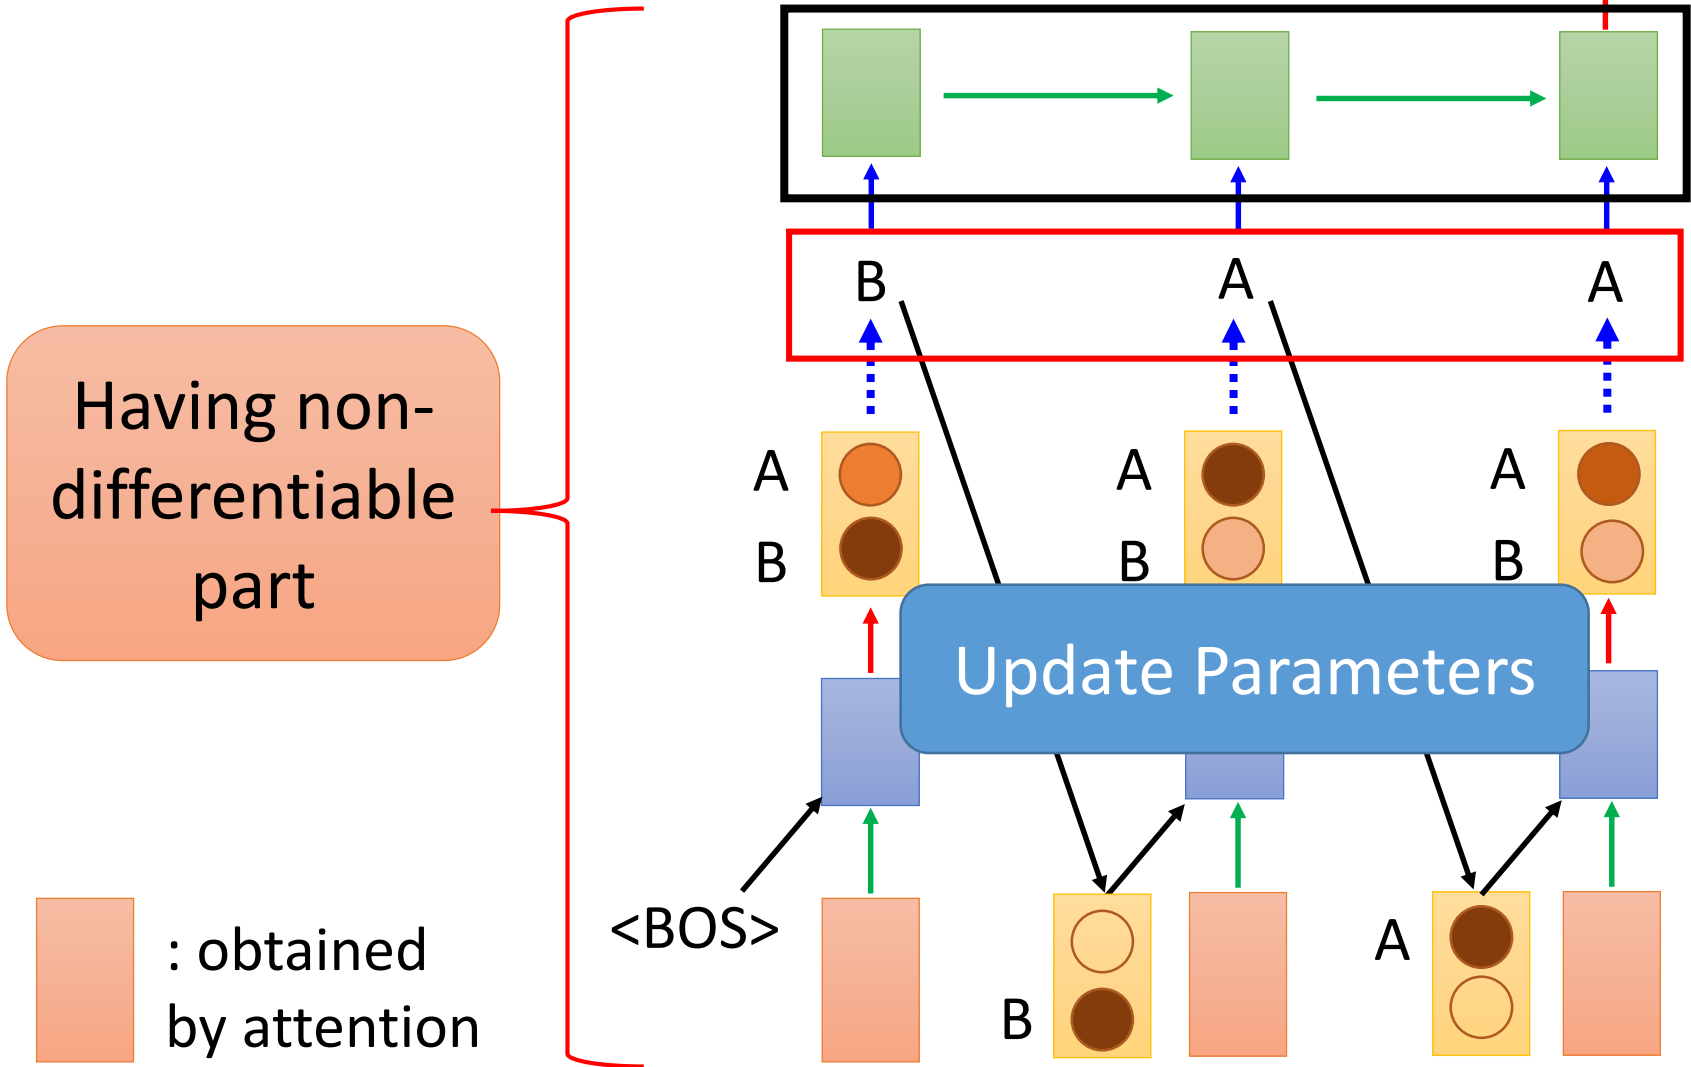 B A A
Having non-
differentiable
part
A A A
B B B
Update Parameters
<BOS>
A
B
: obtained
by attention